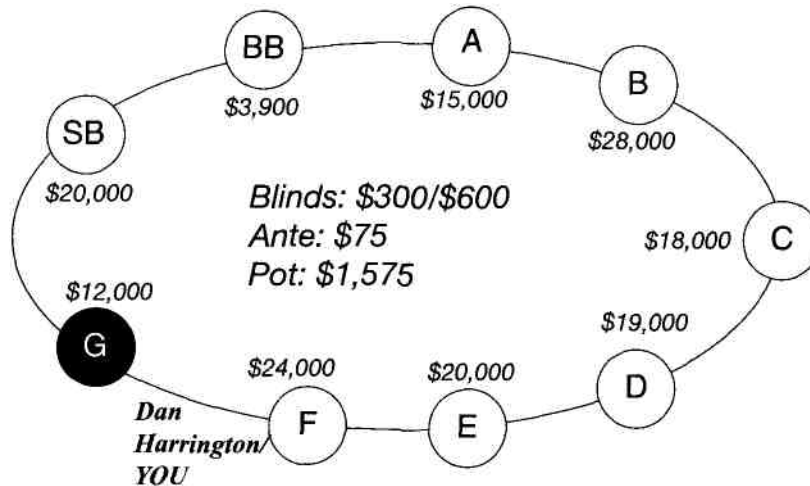 BB
A
$3,900
$15,000
B
$28,000
SB
$20,000
Blinds: $300/$600
Ante: $75
Pot: $1,575
C
$18,000
$12,000
G
$24,000
$20,000
$19,000
Dan
Harrington
YOU
F
E
D